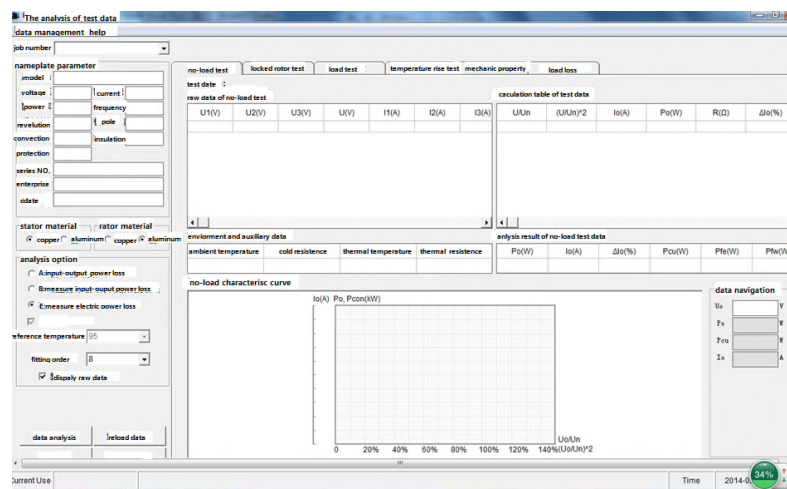 The analysis of test data
data management help
job number
nameplate parameter
model :
voltage : current :
power : frequency
revelution pole :
convection insulation
protection
series NO.
enterprise
ddate
stator material rator material
copper aluminum copper aluminum
analysis option
A:input-output power loss
B:measure input-ouput power loss
E:measure electric power loss
reference temperature 95
fitting order 8
dispaly raw data
data analysis reload data
no-load test locked rotor test load test temperature rise test mechanic property load loss
test date :
raw data of no-load test caculation table of test data
U1(V) U2(V) U3(V) U(V) I1(A) I2(A) I3(A) U/Un (U/Un)^2 Io(A) Po(W) R(Ω) ΔIo(%)
enviorment and auxiliary data anlysis result of no-load test data
ambient temperature cold resistence thermal temperature thermal resistence Po(W) Io(A) ΔIo(%) Pcu(W) Pfe(W) Pfw(W
no-load characterisc curve
Io(A) Po, Pcon(kW)
0 20% 40% 60% 80% 100% 120% 140%
Uo/Un
(Uo/Un)^2
data navigation
Uo V
Po W
Pcu W
Io A
Current Use Time 2014-0
34%